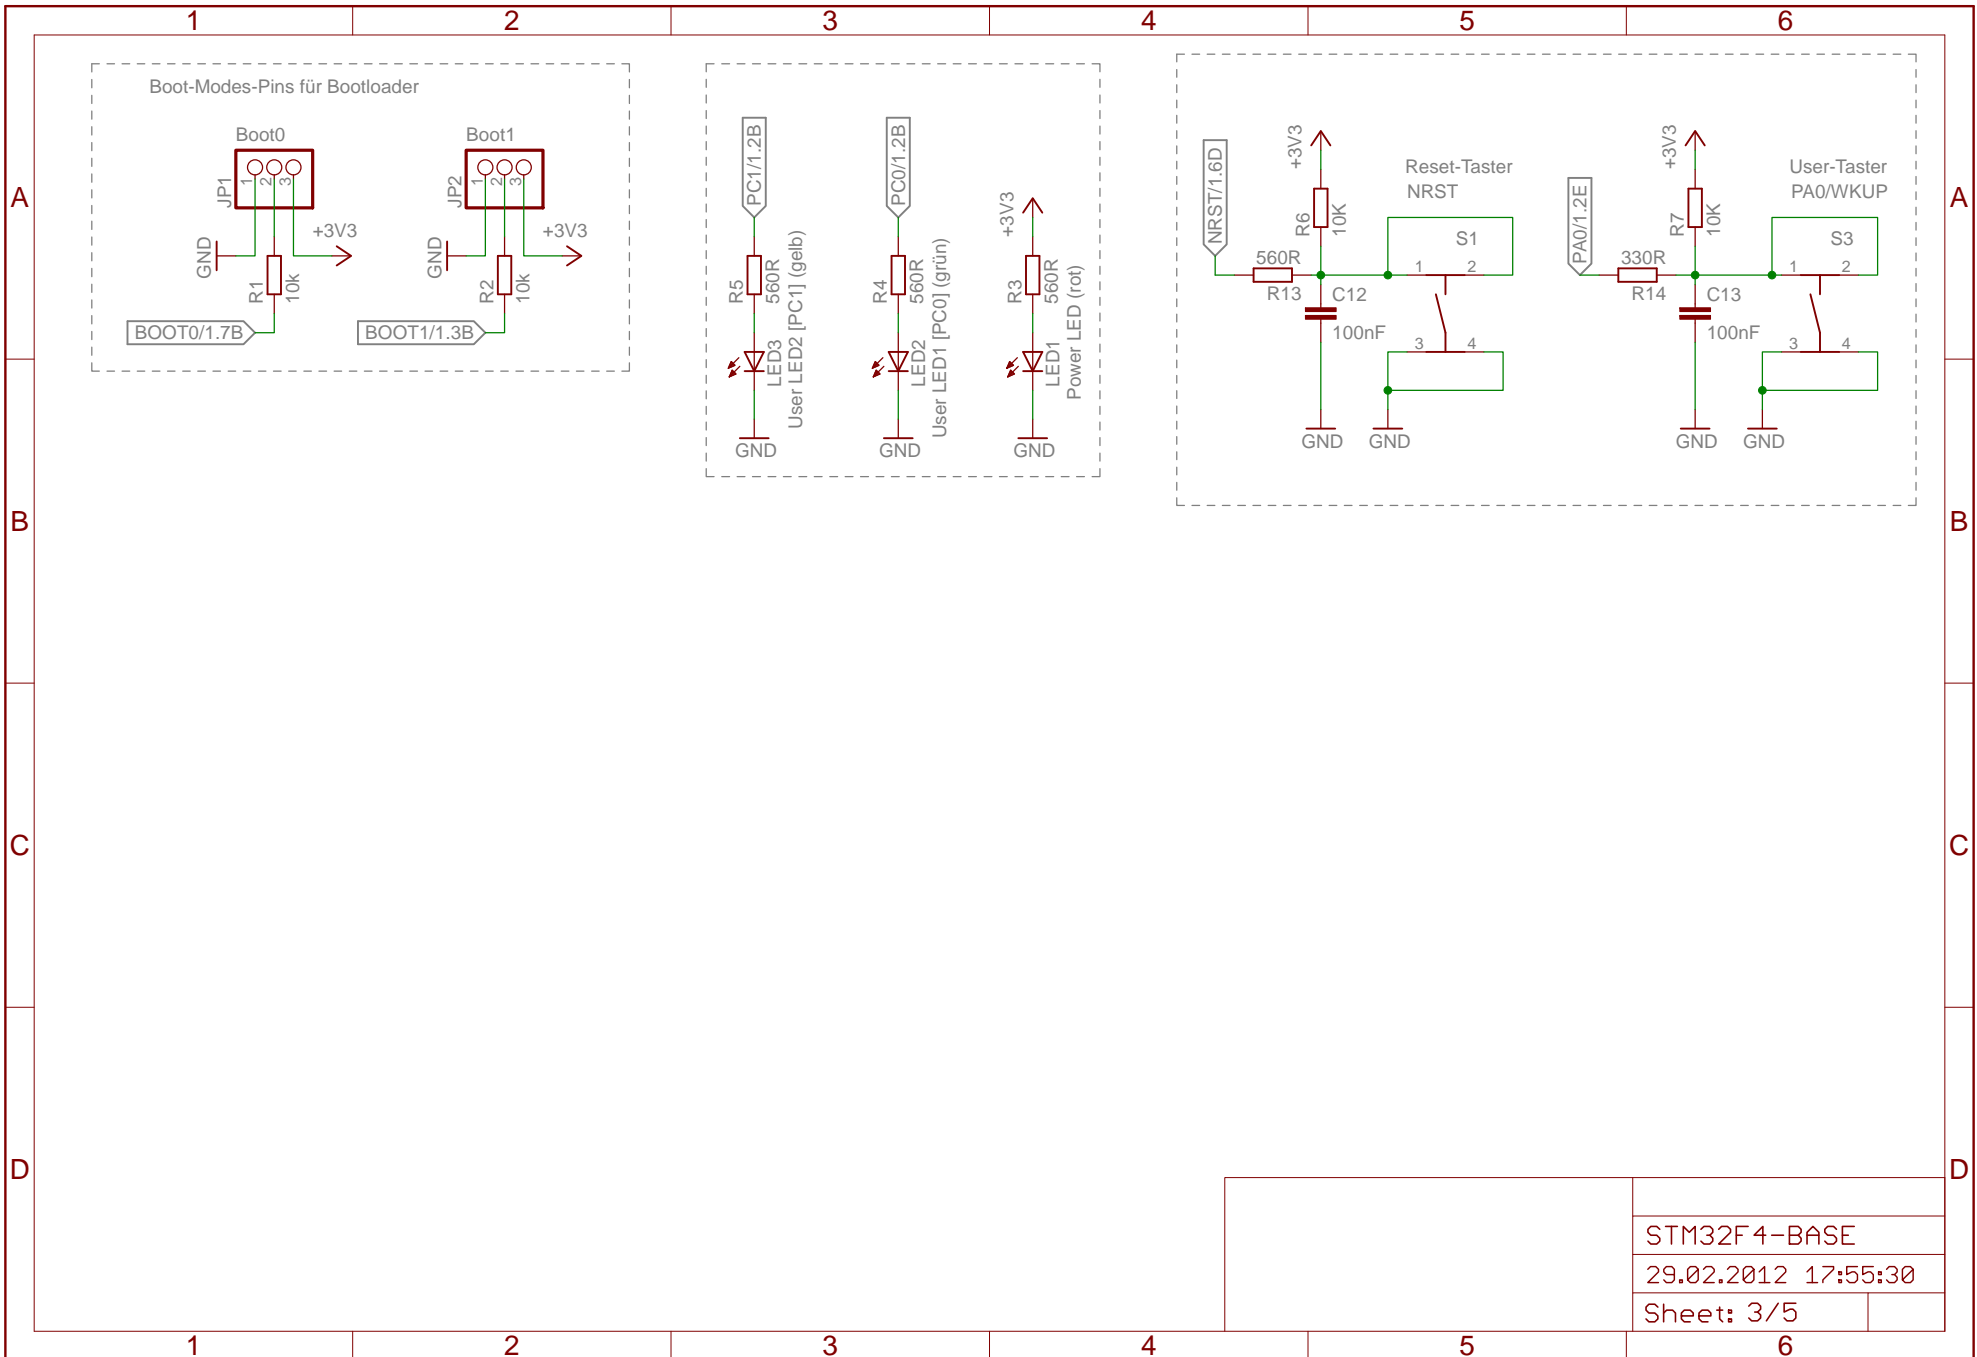 1 2 3 4 5 6
A A
B B
C C
D D
Boot-Modes-Pins für Bootloader
Boot0
JP1
1 2 3
GND
+3V3
R1
10k
BOOT0/1.7B
Boot1
JP2
1 2 3
GND
+3V3
R2
10k
BOOT1/1.3B
PC1/1.2B
R5
560R
LED3
User LED2 [PC1] (gelb)
GND
PC0/1.2B
R4
560R
LED2
User LED1 [PC0] (grün)
GND
+3V3
R3
560R
LED1
Power LED (rot)
GND
NRST/1.6D
+3V3
R6
10K
560R
R13
C12
100nF
GND
Reset-Taster
NRST
S1
1 2
3 4
GND
PA0/1.2E
+3V3
R7
10K
330R
R14
C13
100nF
GND
User-Taster
PA0/WKUP
S3
1 2
3 4
GND
STM32F4-BASE
29.02.2012 17:55:30
Sheet: 3/5
1 2 3 4 5 6